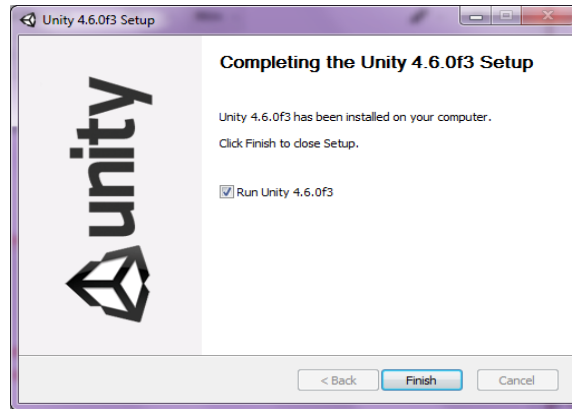 Unity 4.6.0f3 Setup
Completing the Unity 4.6.0f3 Setup
Unity 4.6.0f3 has been installed on your computer.
Click Finish to close Setup.
Run Unity 4.6.0f3
unity
< Back
Finish
Cancel